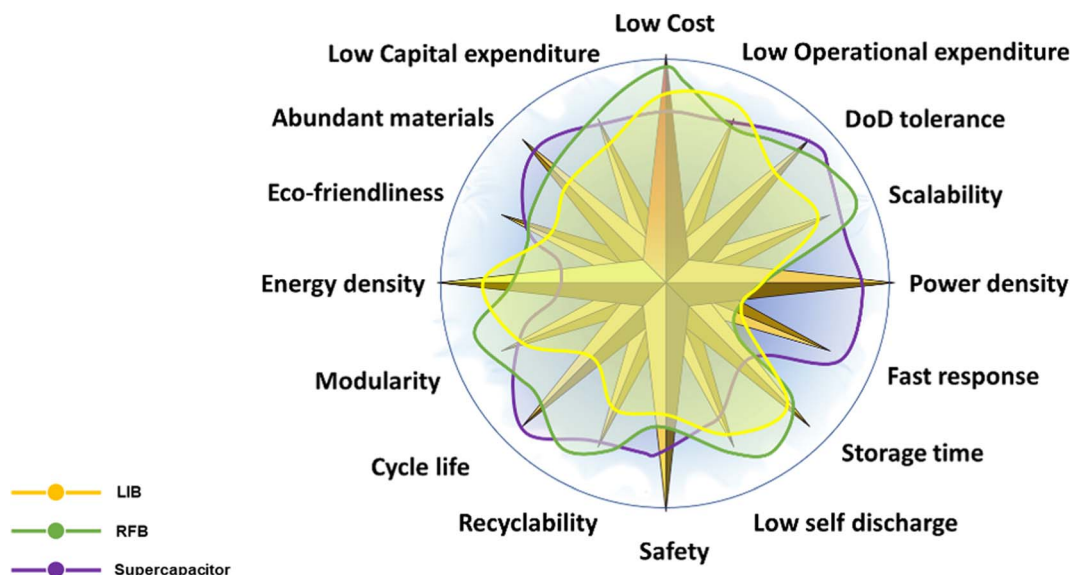 Low Cost
Low Capital expenditure
Low Operational expenditure
Abundant materials
DoD tolerance
Eco-friendliness
Scalability
Energy density
Power density
Modularity
Fast response
Cycle life
Storage time
Recyclability
Low self discharge
Safety
LIB
RFB
Supercapacitor